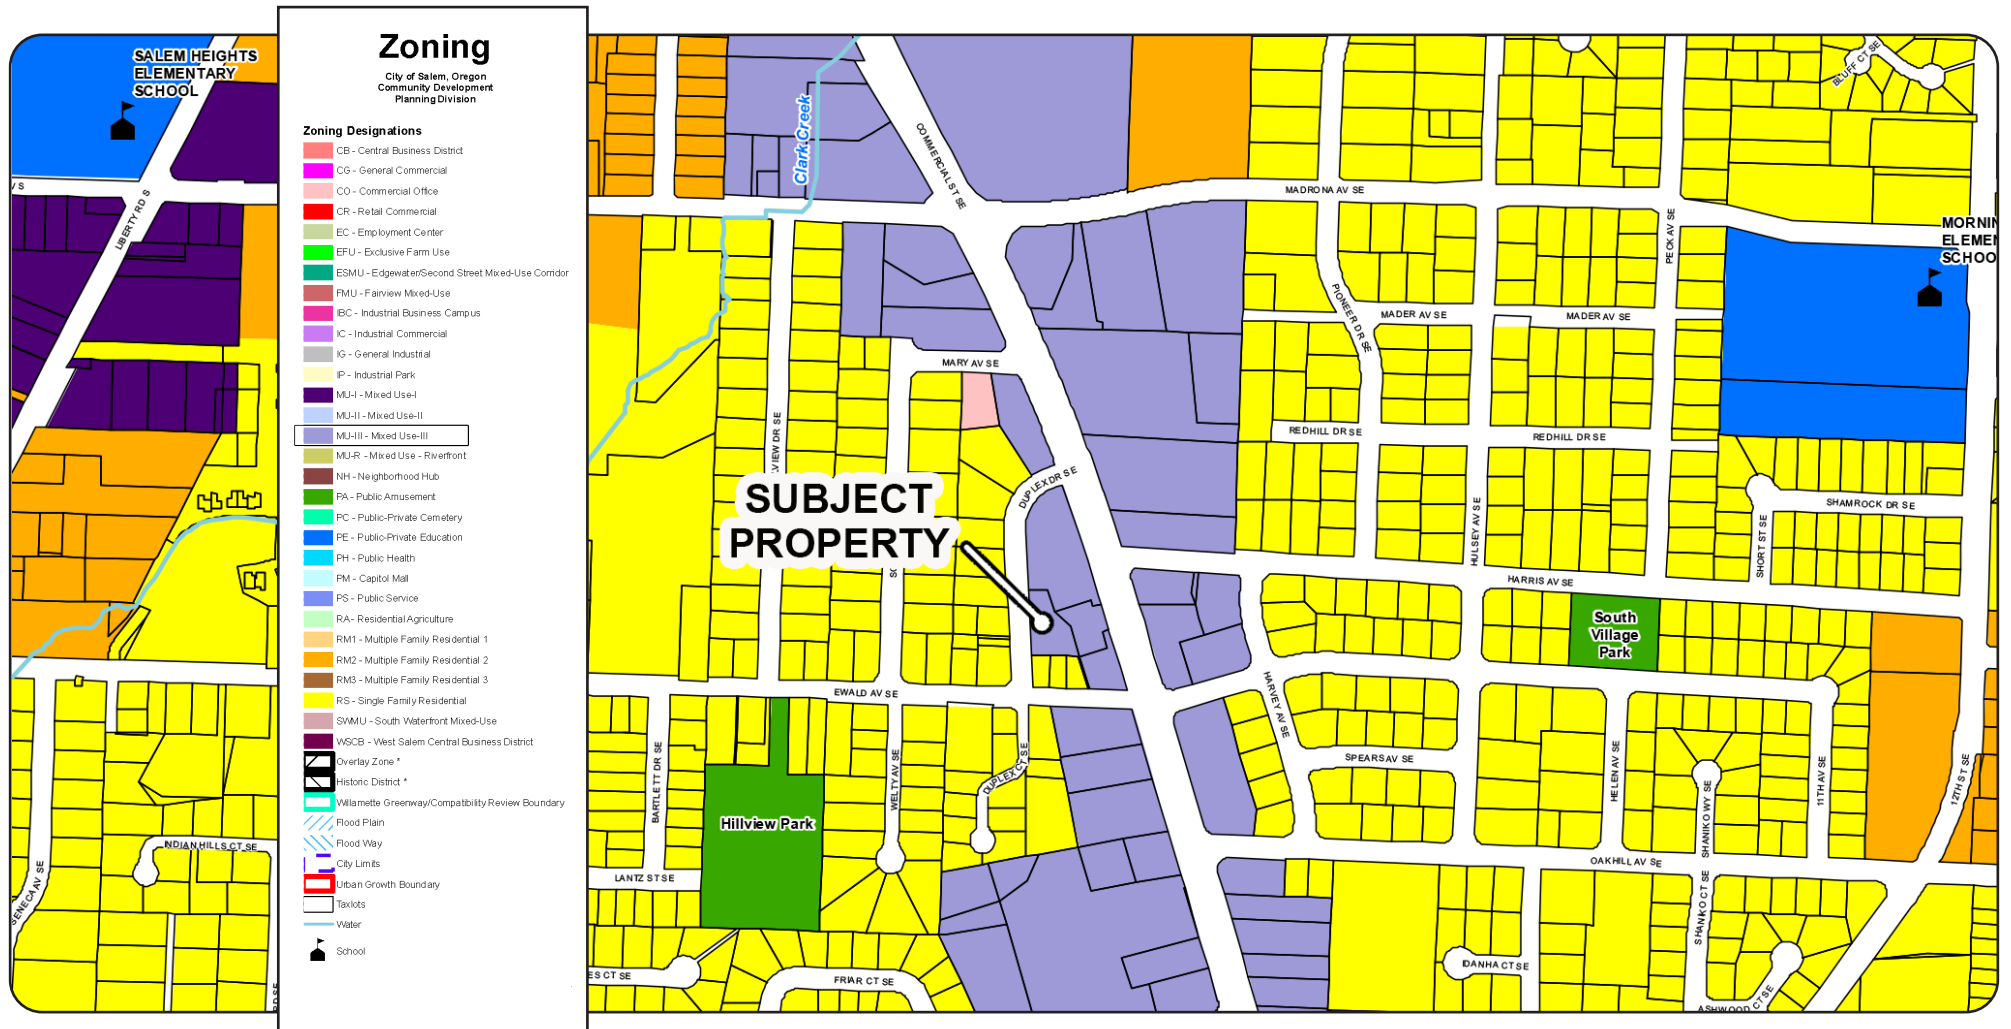 Zoning
City of Salem, Oregon
Community Development
Planning Division
Zoning Designations
CB - Central Business District
CG - General Commercial
CO - Commercial Office
CR - Retail Commercial
EC - Employment Center
EFU - Exclusive Farm Use
ESMU - Edgewater/Second Street Mixed-Use Corridor
FMU - Fairview Mixed-Use
IBC - Industrial Business Campus
IC - Industrial Commercial
IG - General Industrial
IP - Industrial Park
MU-I - Mixed Use-I
MU-II - Mixed Use-II
MU-III - Mixed Use-III
MU-R - Mixed Use - Riverfront
NH - Neighborhood Hub
PA - Public Amusement
PC - Public-Private Cemetery
PE - Public-Private Education
PH - Public Health
PM - Capitol Mall
PS - Public Service
RA - Residential Agriculture
RM1 - Multiple Family Residential 1
RM2 - Multiple Family Residential 2
RM3 - Multiple Family Residential 3
RS - Single Family Residential
SWMU - South Waterfront Mixed-Use
WSCB - West Salem Central Business District
Overlay Zone *
Historic District *
Willamette Greenway/Compatibility Review Boundary
Flood Plain
Flood Way
City Limits
Urban Growth Boundary
Taxlots
Water
School
SALEM HEIGHTS
ELEMENTARY
SCHOOL
V S
LIBERTY RD S
INDIAN HILLS CT SE
SENECA AV SE
RD SE
Clark Creek
COMMERCIAL ST SE
MADRONA AV SE
BLUFF CT SE
PECK AV SE
MORNIN
ELEMEN
SCHOO
PIONEER DR SE
MADER AV SE
MADER AV SE
MARY AV SE
LVIEW DR SE
REDHILL DR SE
REDHILL DR SE
DUPLEX DR SE
SUBJECT
PROPERTY
SC
HULSEY AV SE
SHAMROCK DR SE
SHORT ST SE
HARRIS AV SE
South
Village
Park
EWALD AV SE
HARVEY AV SE
BARTLETT DR SE
WELTY AV SE
DUPLEX CT SE
SPEARS AV SE
HELEN AV SE
SHANIKO WY SE
11TH AV SE
12TH ST SE
Hillview Park
LANTZ ST SE
OAKHILL AV SE
SHANIKO CT SE
ES CT SE
FRIAR CT SE
IDANHA CT SE
ASHWOOD CT SE